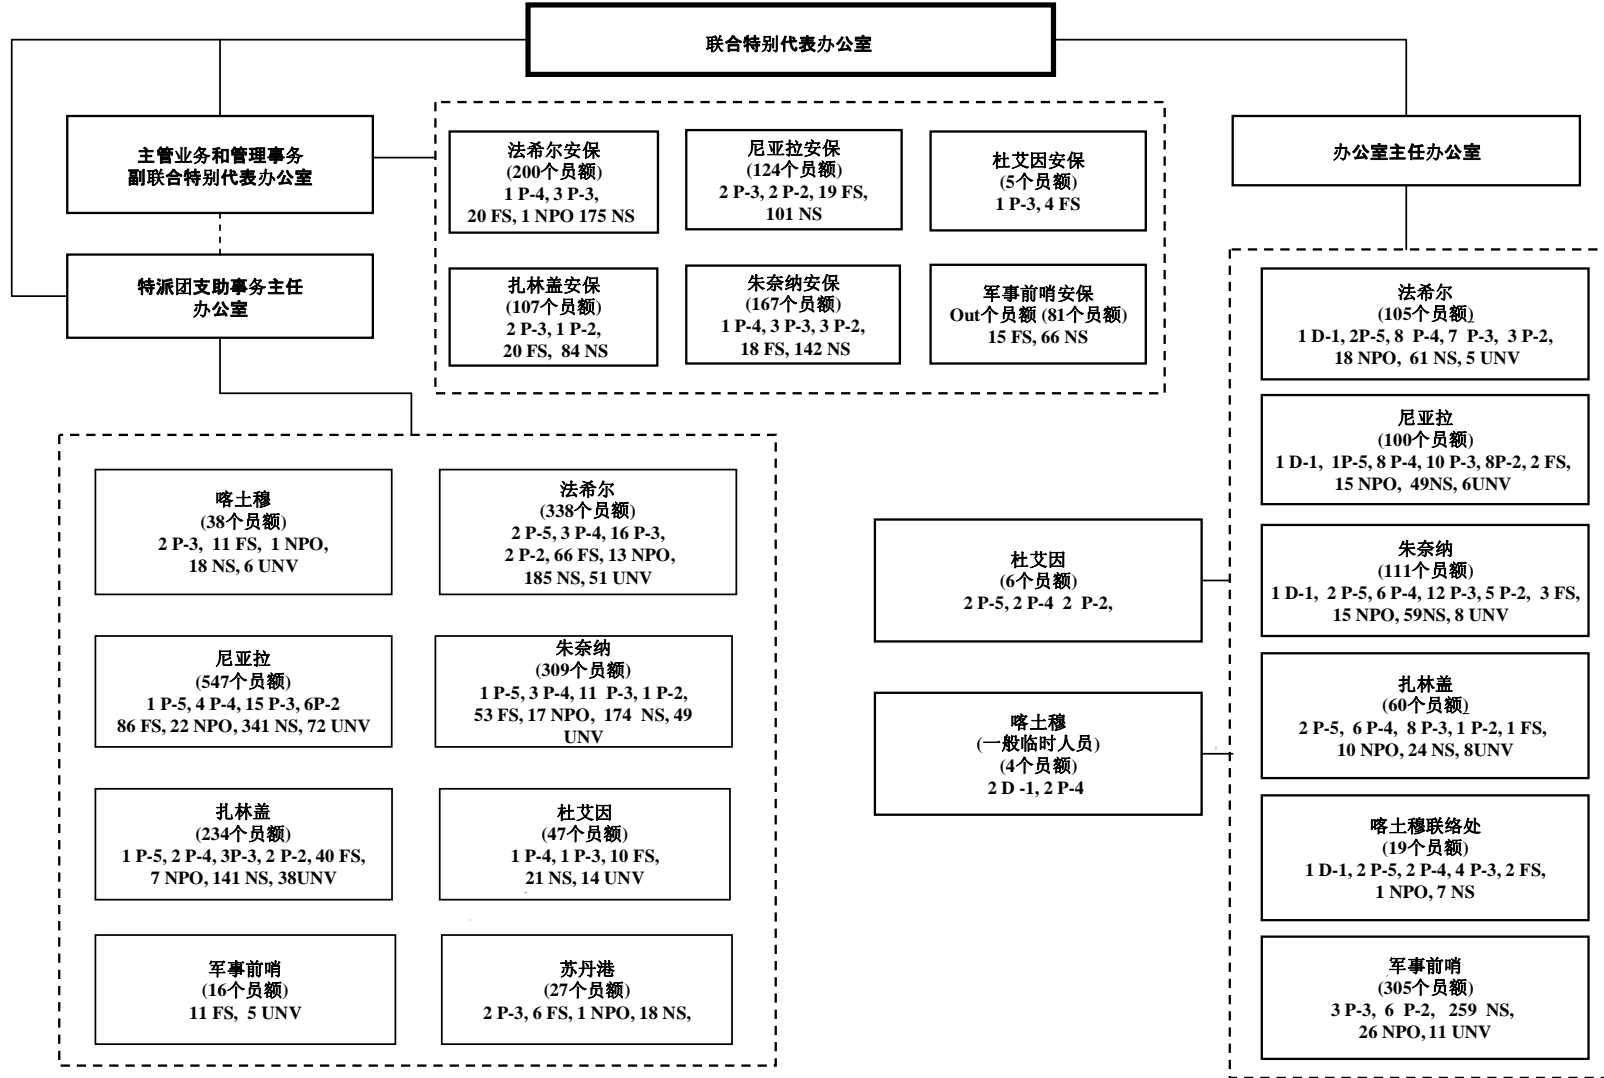 联合特别代表办公室
主管业务和管理事务
副联合特别代表办公室
特派团支助事务主任
办公室
办公室主任办公室
法希尔安保
(200个员额)
1 P-4, 3 P-3,
20 FS, 1 NPO 175 NS
尼亚拉安保
(124个员额)
2 P-3, 2 P-2, 19 FS,
101 NS
杜艾因安保
(5个员额)
1 P-3, 4 FS
扎林盖安保
(107个员额)
2 P-3, 1 P-2,
20 FS, 84 NS
朱奈纳安保
(167个员额)
1 P-4, 3 P-3, 3 P-2,
18 FS, 142 NS
军事前哨安保
Out个员额 (81个员额)
15 FS, 66 NS
喀土穆
(38个员额)
2 P-3, 11 FS, 1 NPO,
18 NS, 6 UNV
法希尔
(338个员额)
2 P-5, 3 P-4, 16 P-3,
2 P-2, 66 FS, 13 NPO,
185 NS, 51 UNV
尼亚拉
(547个员额)
1 P-5, 4 P-4, 15 P-3, 6P-2
86 FS, 22 NPO, 341 NS, 72 UNV
朱奈纳
(309个员额)
1 P-5, 3 P-4, 11 P-3, 1 P-2,
53 FS, 17 NPO, 174 NS, 49
UNV
扎林盖
(234个员额)
1 P-5, 2 P-4, 3P-3, 2 P-2, 40 FS,
7 NPO, 141 NS, 38UNV
杜艾因
(47个员额)
1 P-4, 1 P-3, 10 FS,
21 NS, 14 UNV
军事前哨
(16个员额)
11 FS, 5 UNV
苏丹港
(27个员额)
2 P-3, 6 FS, 1 NPO, 18 NS,
杜艾因
(6个员额)
2 P-5, 2 P-4 2 P-2,
喀土穆
(一般临时人员)
(4个员额)
2 D -1, 2 P-4
法希尔
(105个员额)
1 D-1, 2P-5, 8 P-4, 7 P-3, 3 P-2,
18 NPO, 61 NS, 5 UNV
尼亚拉
(100个员额)
1 D-1, 1P-5, 8 P-4, 10 P-3, 8P-2, 2 FS,
15 NPO, 49NS, 6UNV
朱奈纳
(111个员额)
1 D-1, 2 P-5, 6 P-4, 12 P-3, 5 P-2, 3 FS,
15 NPO, 59NS, 8 UNV
扎林盖
(60个员额)
2 P-5, 6 P-4, 8 P-3, 1 P-2, 1 FS,
10 NPO, 24 NS, 8UNV
喀土穆联络处
(19个员额)
1 D-1, 2 P-5, 2 P-4, 4 P-3, 2 FS,
1 NPO, 7 NS
军事前哨
(305个员额)
3 P-3, 6 P-2, 259 NS,
26 NPO, 11 UNV